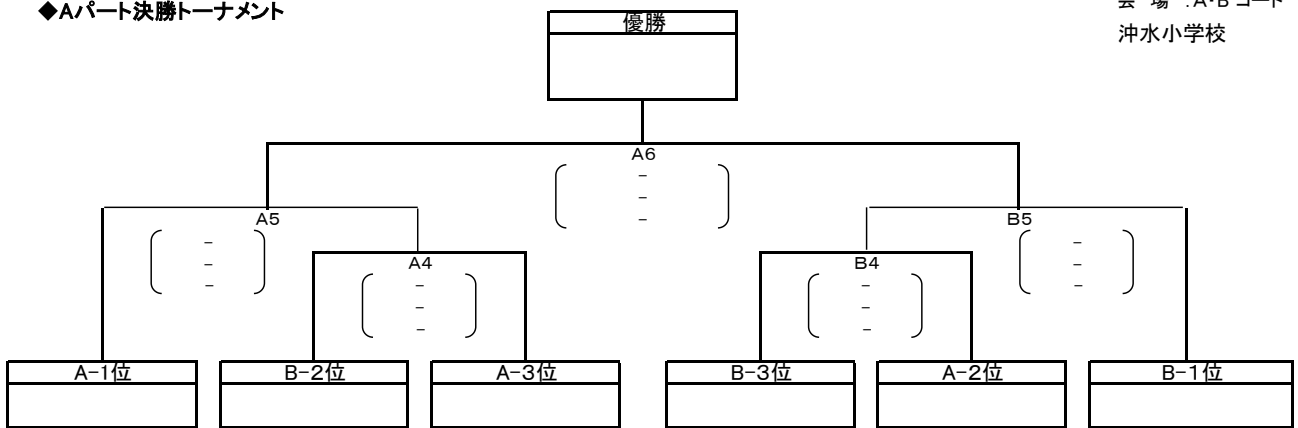 ◆Aパート決勝トーナメント
会 場 :A・B コート
沖水小学校
優勝
A6
-
-
-
A5
-
-
-
B5
-
-
-
A4
-
-
-
B4
-
-
-
A-1位
B-2位
A-3位
B-3位
A-2位
B-1位